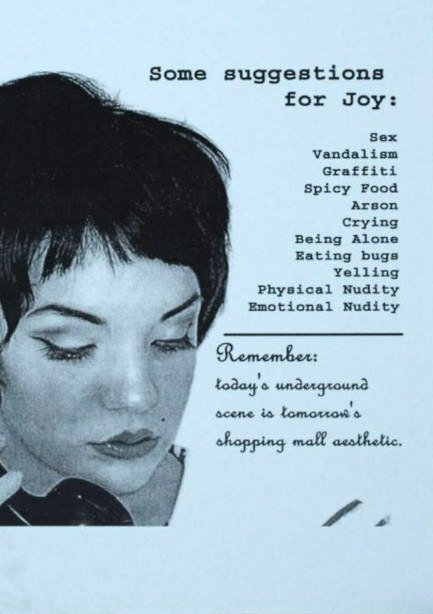 Some suggestions
for Joy:
Sex
Vandalism
Graffiti
Spicy Food
Arson
Crying
Being Alone
Eating bugs
Yelling
Physical Nudity
Emotional Nudity
Remember:
today's underground
scene is tomorrow's
shopping mall aesthetic.